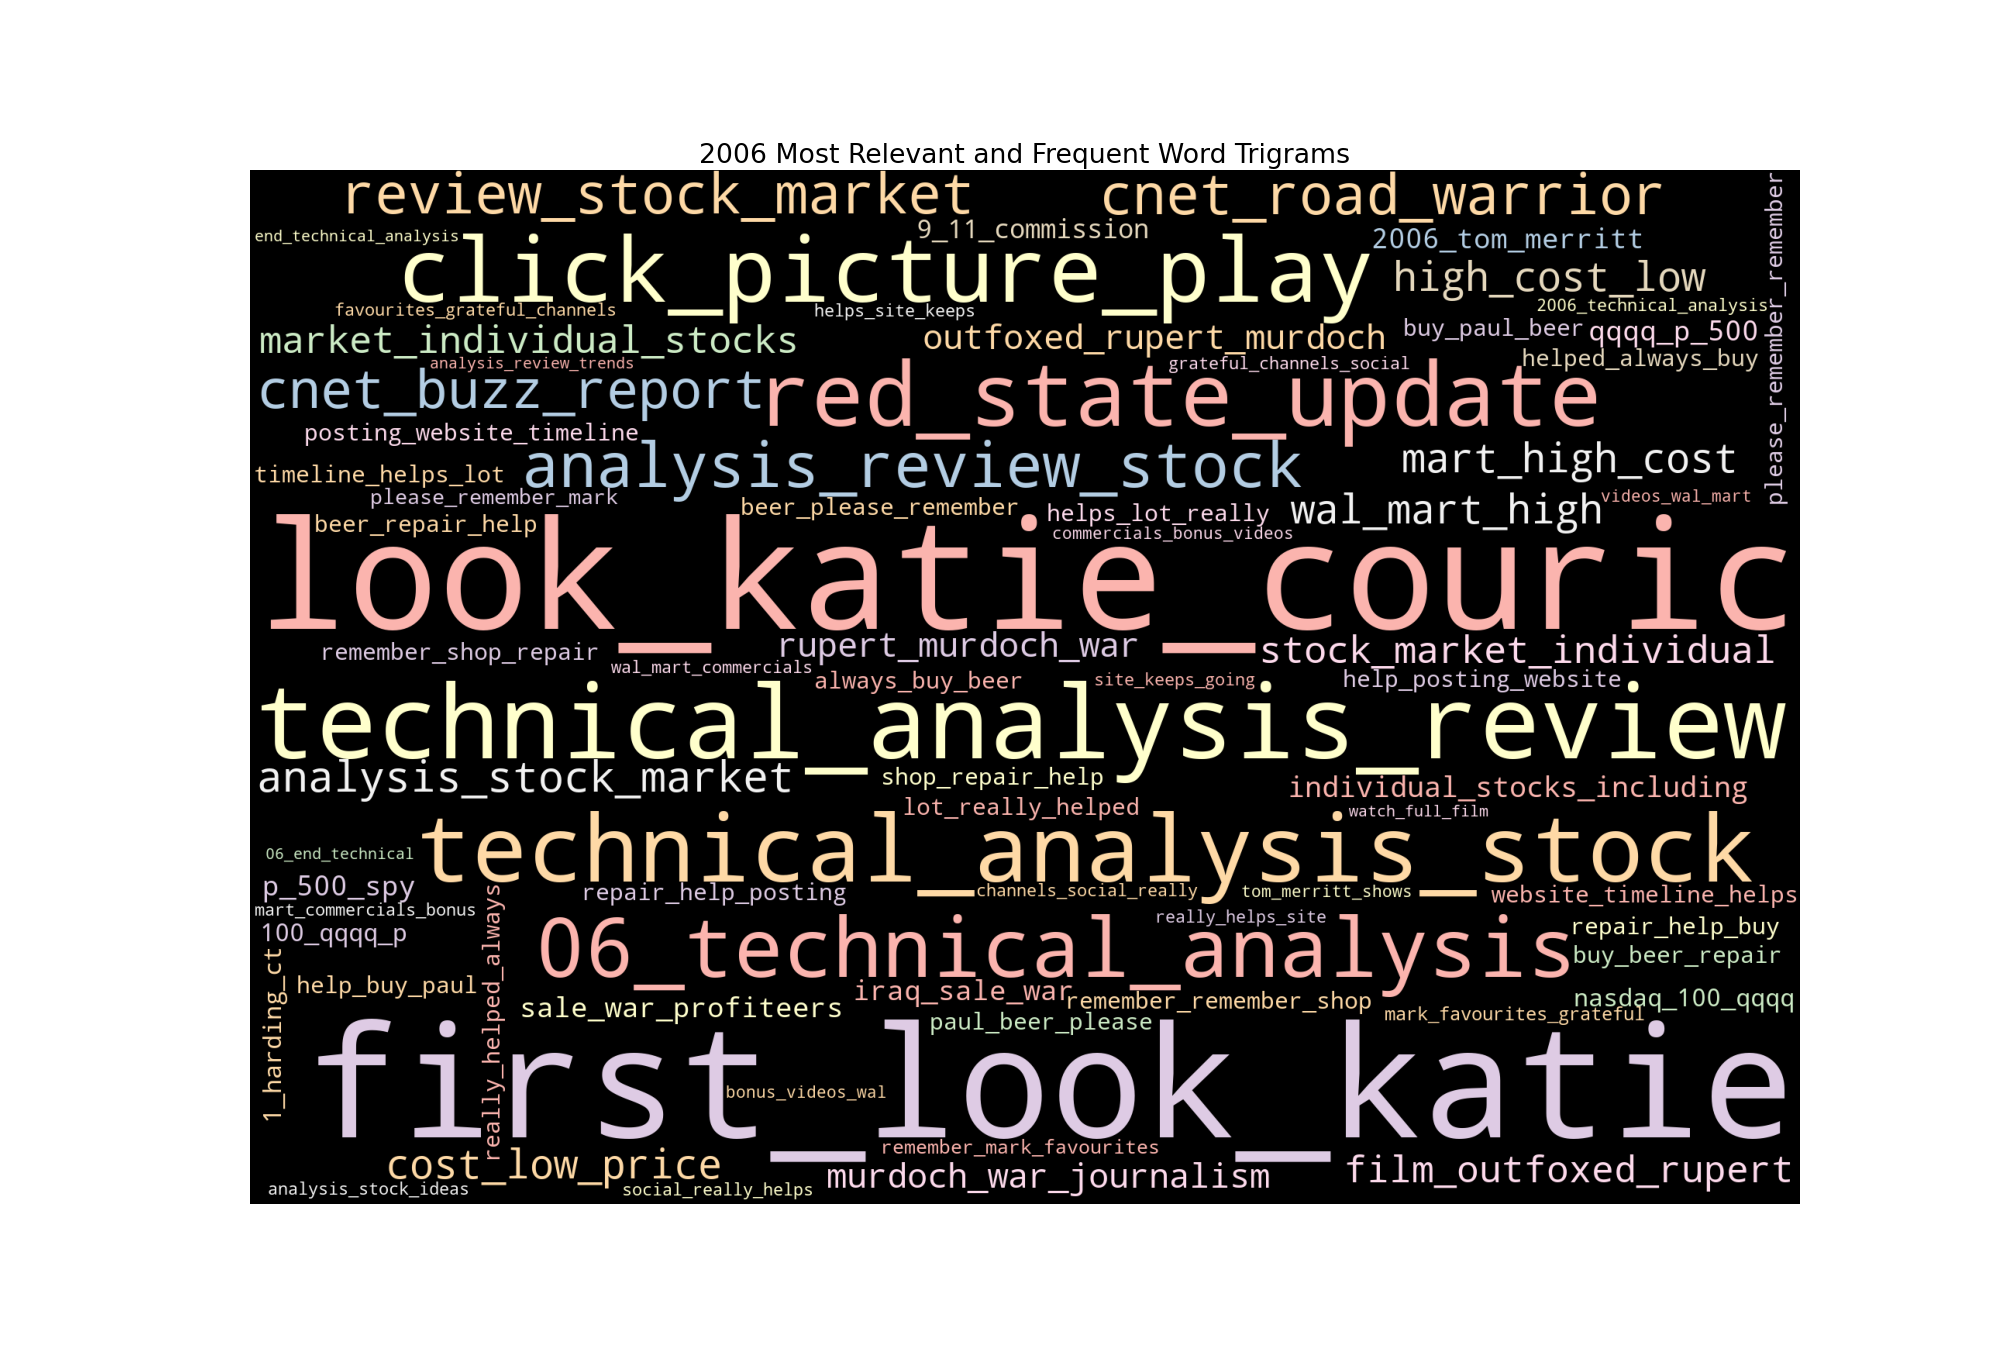 2006 Most Relevant and Frequent Word Trigrams
review_stock_market
cnet_road_warrior
please_remember_remember
end_technical_analysis
9_11_commission
2006_tom_merritt
click_picture_play
high_cost_low
favourites_grateful_channels
helps_site_keeps
2006_technical_analysis
market_individual_stocks
outfoxed_rupert_murdoch
buy_paul_beer
qqqq_p_500
analysis_review_trends
grateful_channels_social
helped_always_buy
cnet_buzz_report
red_state_update
posting_website_timeline
timeline_helps_lot
analysis_review_stock
mart_high_cost
please_remember_mark
beer_please_remember
wal_mart_high
videos_wal_mart
beer_repair_help
helps_lot_really
commercials_bonus_videos
look_katie_couric
remember_shop_repair
rupert_murdoch_war
stock_market_individual
wal_mart_commercials
always_buy_beer
site_keeps_going
help_posting_website
technical_analysis_review
analysis_stock_market
shop_repair_help
individual_stocks_including
lot_really_helped
watch_full_film
technical_analysis_stock
06_end_technical
p_500_spy
repair_help_posting
channels_social_really
tom_merritt_shows
website_timeline_helps
mart_commercials_bonus
really_helped_always
really_helps_site
100_qqqq_p
06_technical_analysis
repair_help_buy
buy_beer_repair
1_harding_ct
help_buy_paul
iraq_sale_war
sale_war_profiteers
remember_remember_shop
nasdaq_100_qqqq
paul_beer_please
mark_favourites_grateful
first_look_katie
bonus_videos_wal
remember_mark_favourites
cost_low_price
murdoch_war_journalism
film_outfoxed_rupert
analysis_stock_ideas
social_really_helps